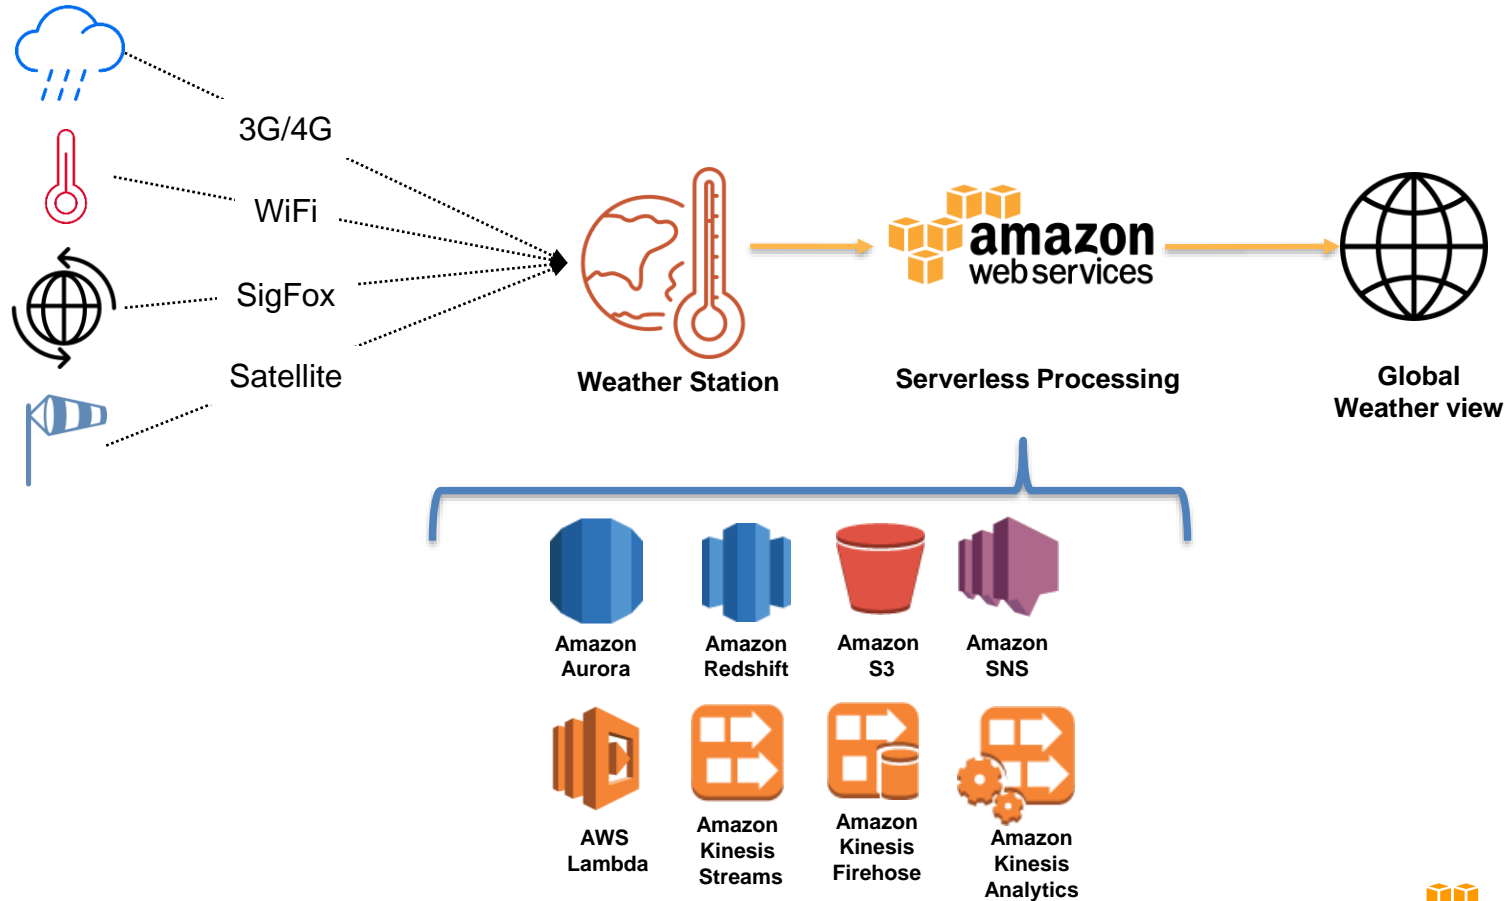 3G/4G
WiFi
SigFox
Satellite
Weather Station
amazon
web services
Serverless Processing
Global
Weather view
Amazon
Aurora
Amazon
Redshift
Amazon
S3
Amazon
SNS
AWS
Lambda
Amazon
Kinesis
Streams
Amazon
Kinesis
Firehose
Amazon
Kinesis
Analytics